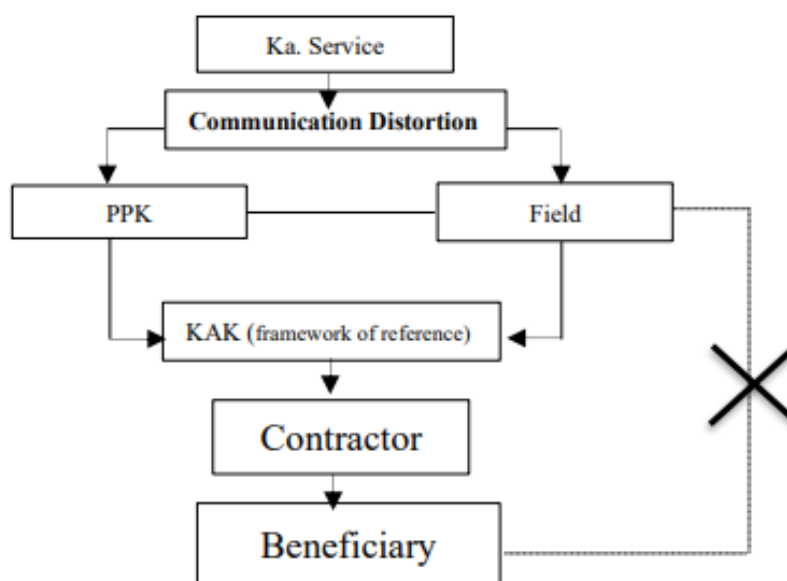 Ka. Service
Communication Distortion
PPK
Field
KAK (framework of reference)
Contractor
Beneficiary